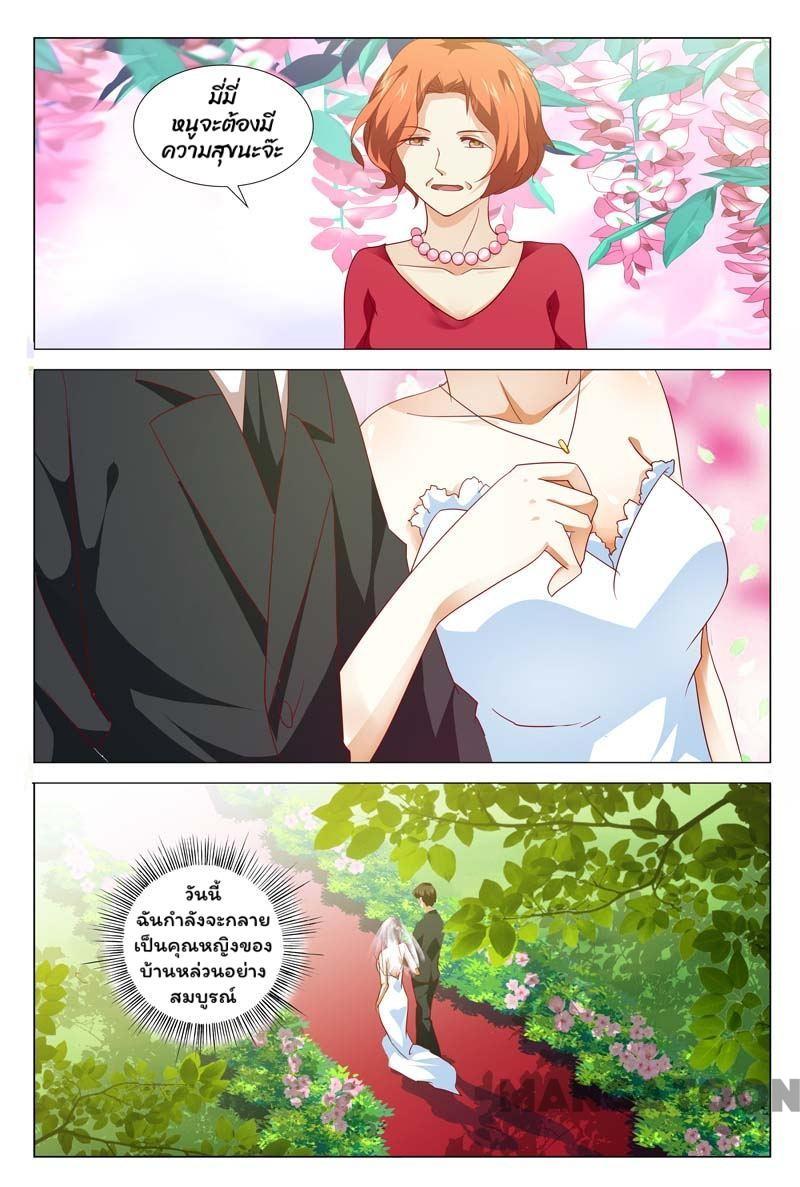 มี่มี่
หนูจะต้องมี
ความสุขนะจ๊ะ
วันนี้
ฉันกำลังจะกลาย
เป็นคุณหญิงของ
บ้านหล่วนอย่าง
สมบูรณ์
MANGATOON